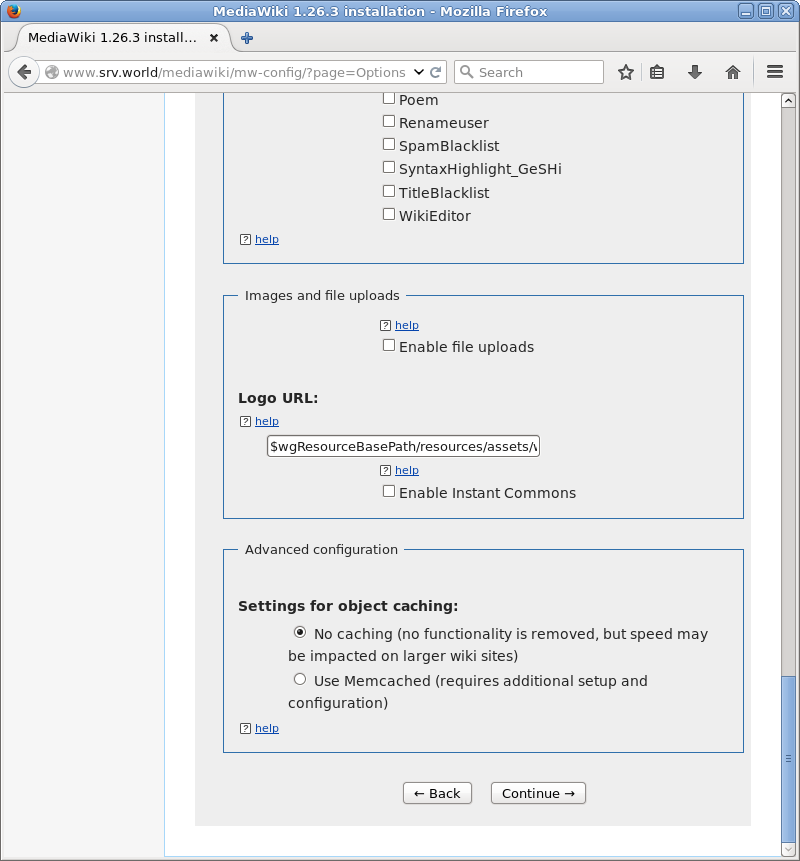 MediaWiki 1.26.3 installation - Mozilla Firefox
MediaWiki 1.26.3 install...
www.srv.world/mediawiki/mw-config/?page=Options
Search
Poem
Renameuser
SpamBlacklist
SyntaxHighlight_GeSHi
TitleBlacklist
WikiEditor
? help
Images and file uploads
? help
Enable file uploads
Logo URL:
? help
$wgResourceBasePath/resources/assets/
? help
Enable Instant Commons
Advanced configuration
Settings for object caching:
No caching (no functionality is removed, but speed may
be impacted on larger wiki sites)
Use Memcached (requires additional setup and
configuration)
? help
← Back
Continue →